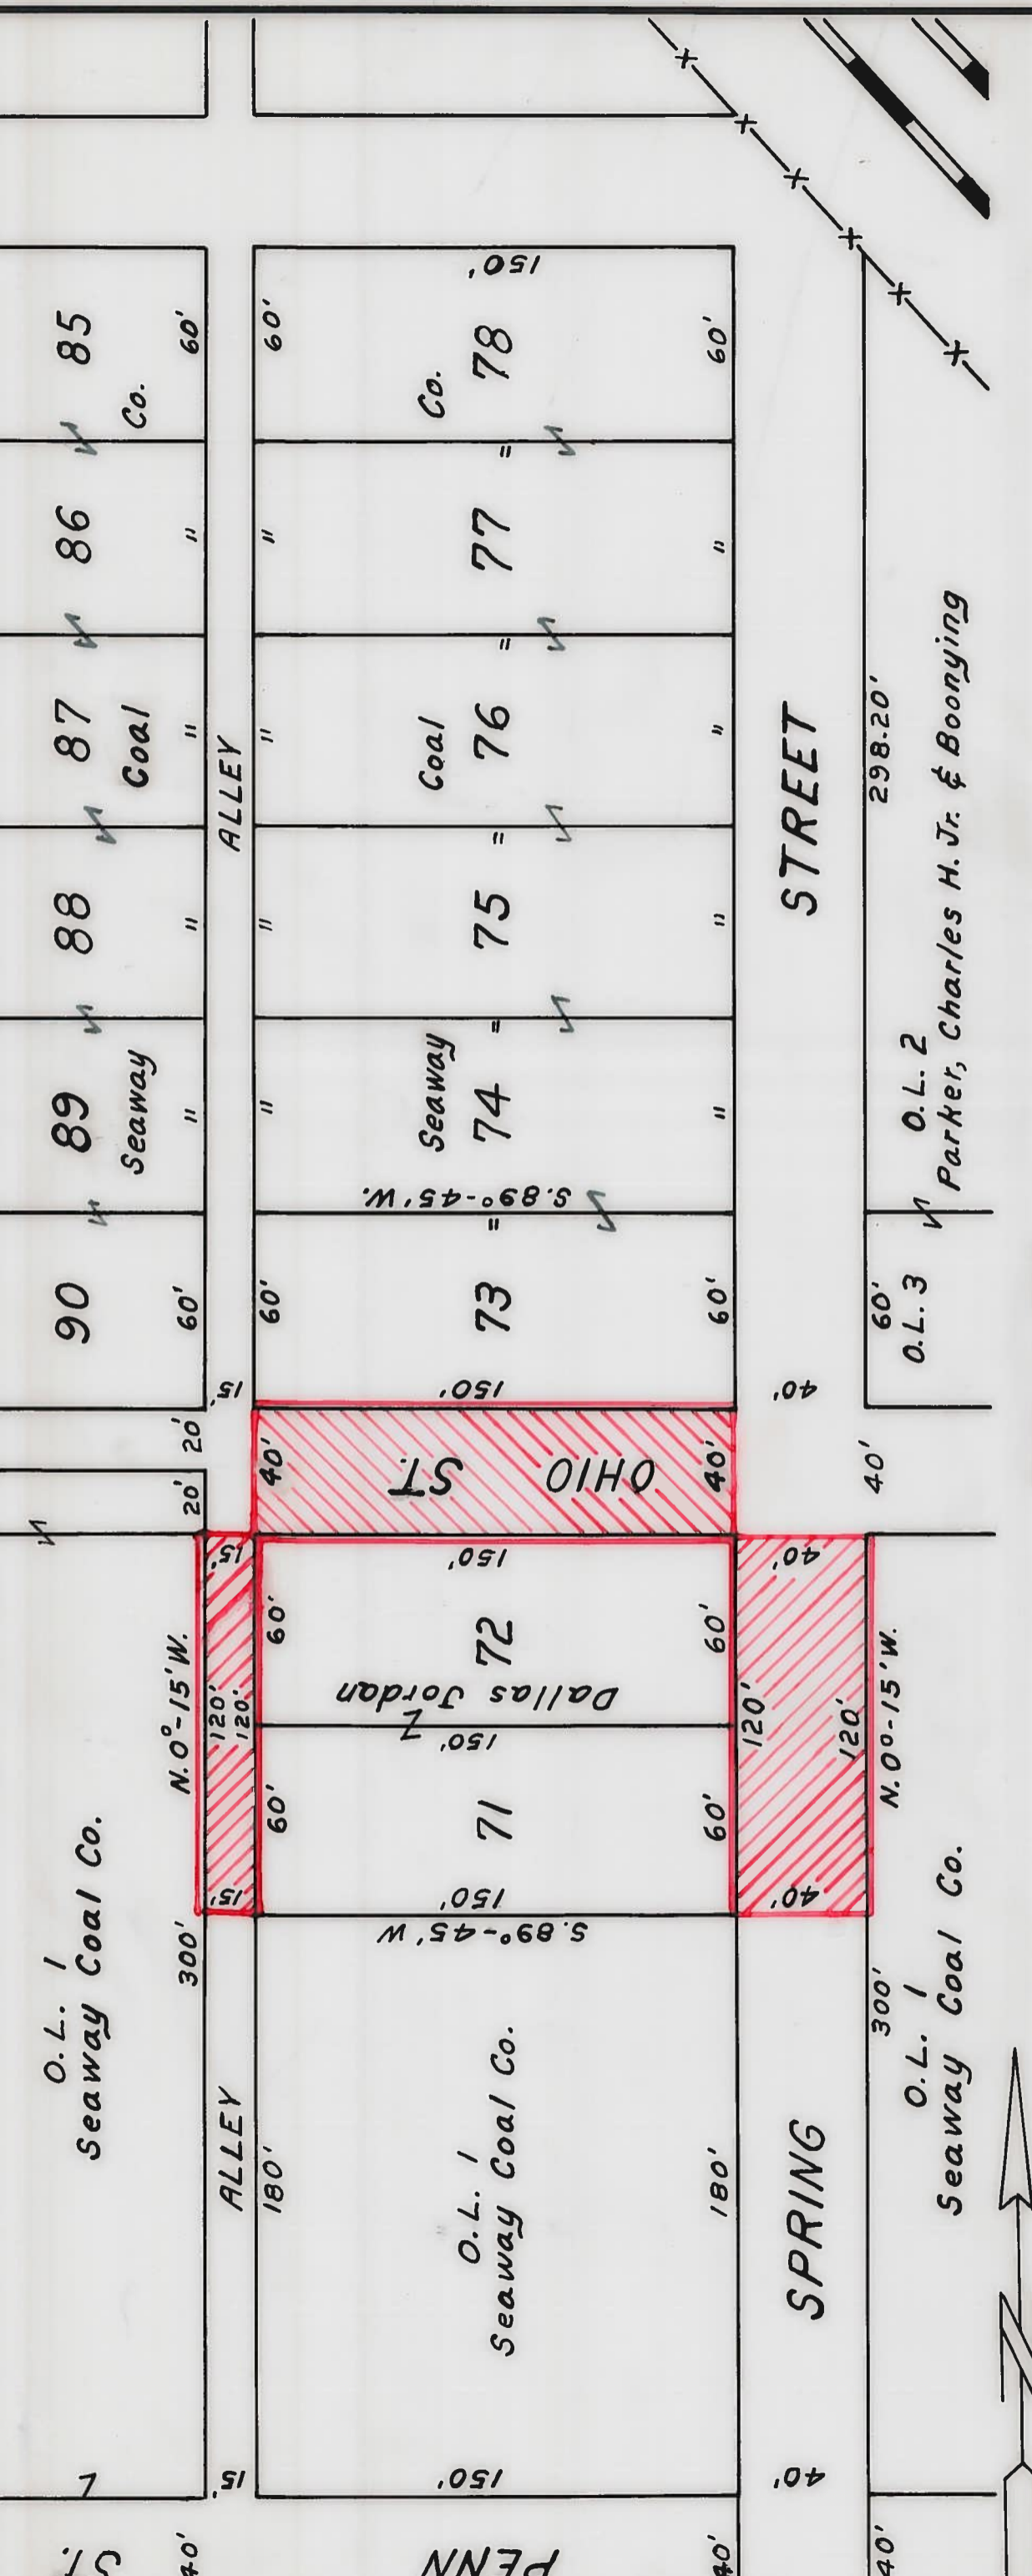 150'
85
60'
60'
78
60'
Co.
Co.
"
86
"
"
77
"
"
87
Coal
"
ALLEY
"
Coal
76
"
STREET
298.20'
"
88
"
"
75
"
"
89
Seaway
"
"
Seaway
74
"
O.L. 2
Parker, Charles H. Jr. & Boonying
S. 89°-45' W.
"
90
60'
60'
73
60'
60'
O.L. 3
15'
150'
40'
20'
20'
40'
OHIO ST.
40'
40'
15'
150'
40'
N. 0°-15' W.
120'
120'
60'
72
60'
Dallas Jordan
120'
120'
N. 0°-15' W.
150'
60'
71
60'
15'
150'
40'
S. 89°-45' W
300'
O.L. 1
Seaway Coal Co.
300'
O.L. 1
Seaway Coal Co.
ALLEY
180'
O.L. 1
Seaway Coal Co.
180'
SPRING
N
15'
150'
40'
ST.
40'
PENN
40'
40'